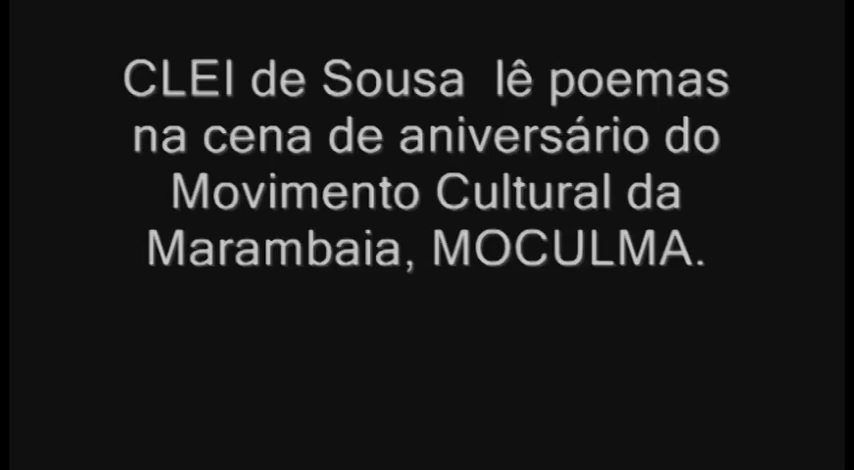 CLEI de Sousa lê poemas
na cena de aniversário do
Movimento Cultural da
Marambaia, MOCULMA.